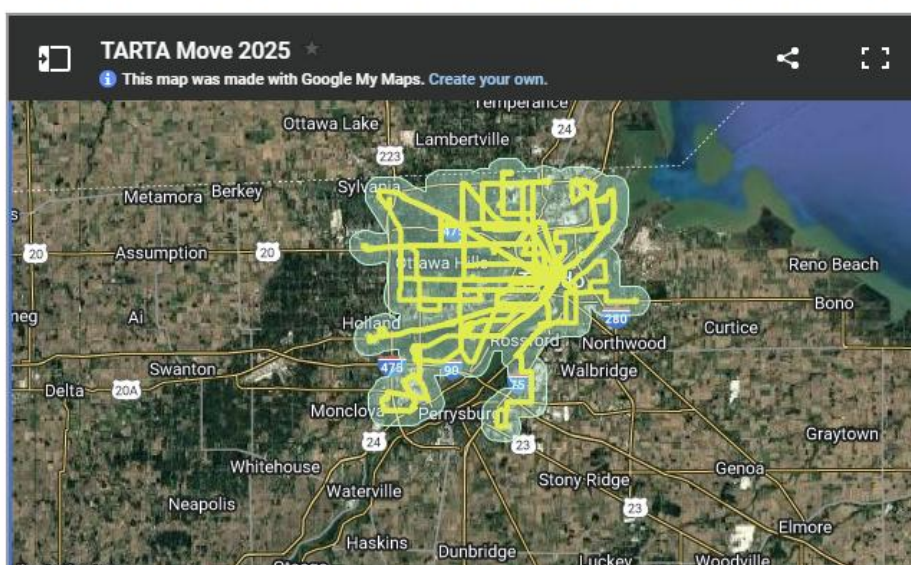 TARTA Move 2025
This map was made with Google My Maps. Create your own.
Temperance
Ottawa Lake
24
Lambertville
223
Sylvania
Metamora
Berkey
475
20
Assumption
20
Ottawa Hills
Reno Beach
Bono
Ai
Holland
280
Curtice
Rossford
Northwood
Swanton
475
90
Walbridge
Delta
20A
75
Monclova
Perrysburg
24
23
Graytown
Whitehouse
Genoa
Stony Ridge
Waterville
Neapolis
23
Elmore
Haskins
Dunbridge
Luckey
Woodville